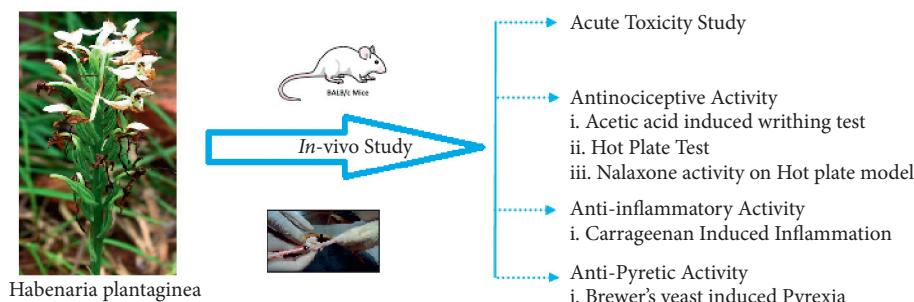 Habenaria plantaginea
BALB/c Mice
In-vivo Study
Acute Toxicity Study
Antinociceptive Activity
i. Acetic acid induced writhing test
ii. Hot Plate Test
iii. Nalaxone activity on Hot plate model
Anti-inflammatory Activity
i. Carrageenan Induced Inflammation
Anti-Pyretic Activity
i. Brewer's yeast induced Pyrexia